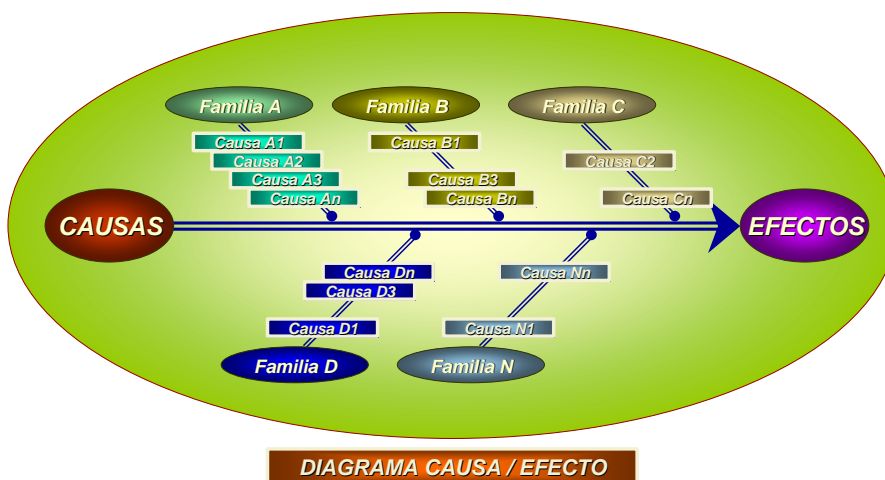 Familia A
Familia B
Familia C
Causa A1
Causa B1
Causa A2
Causa C2
Causa A3
Causa B3
Causa An
Causa Bn
Causa Cn
CAUSAS
EFECTOS
Causa Dn
Causa Nn
Causa D3
Causa D1
Causa N1
Familia D
Familia N
DIAGRAMA CAUSA / EFECTO